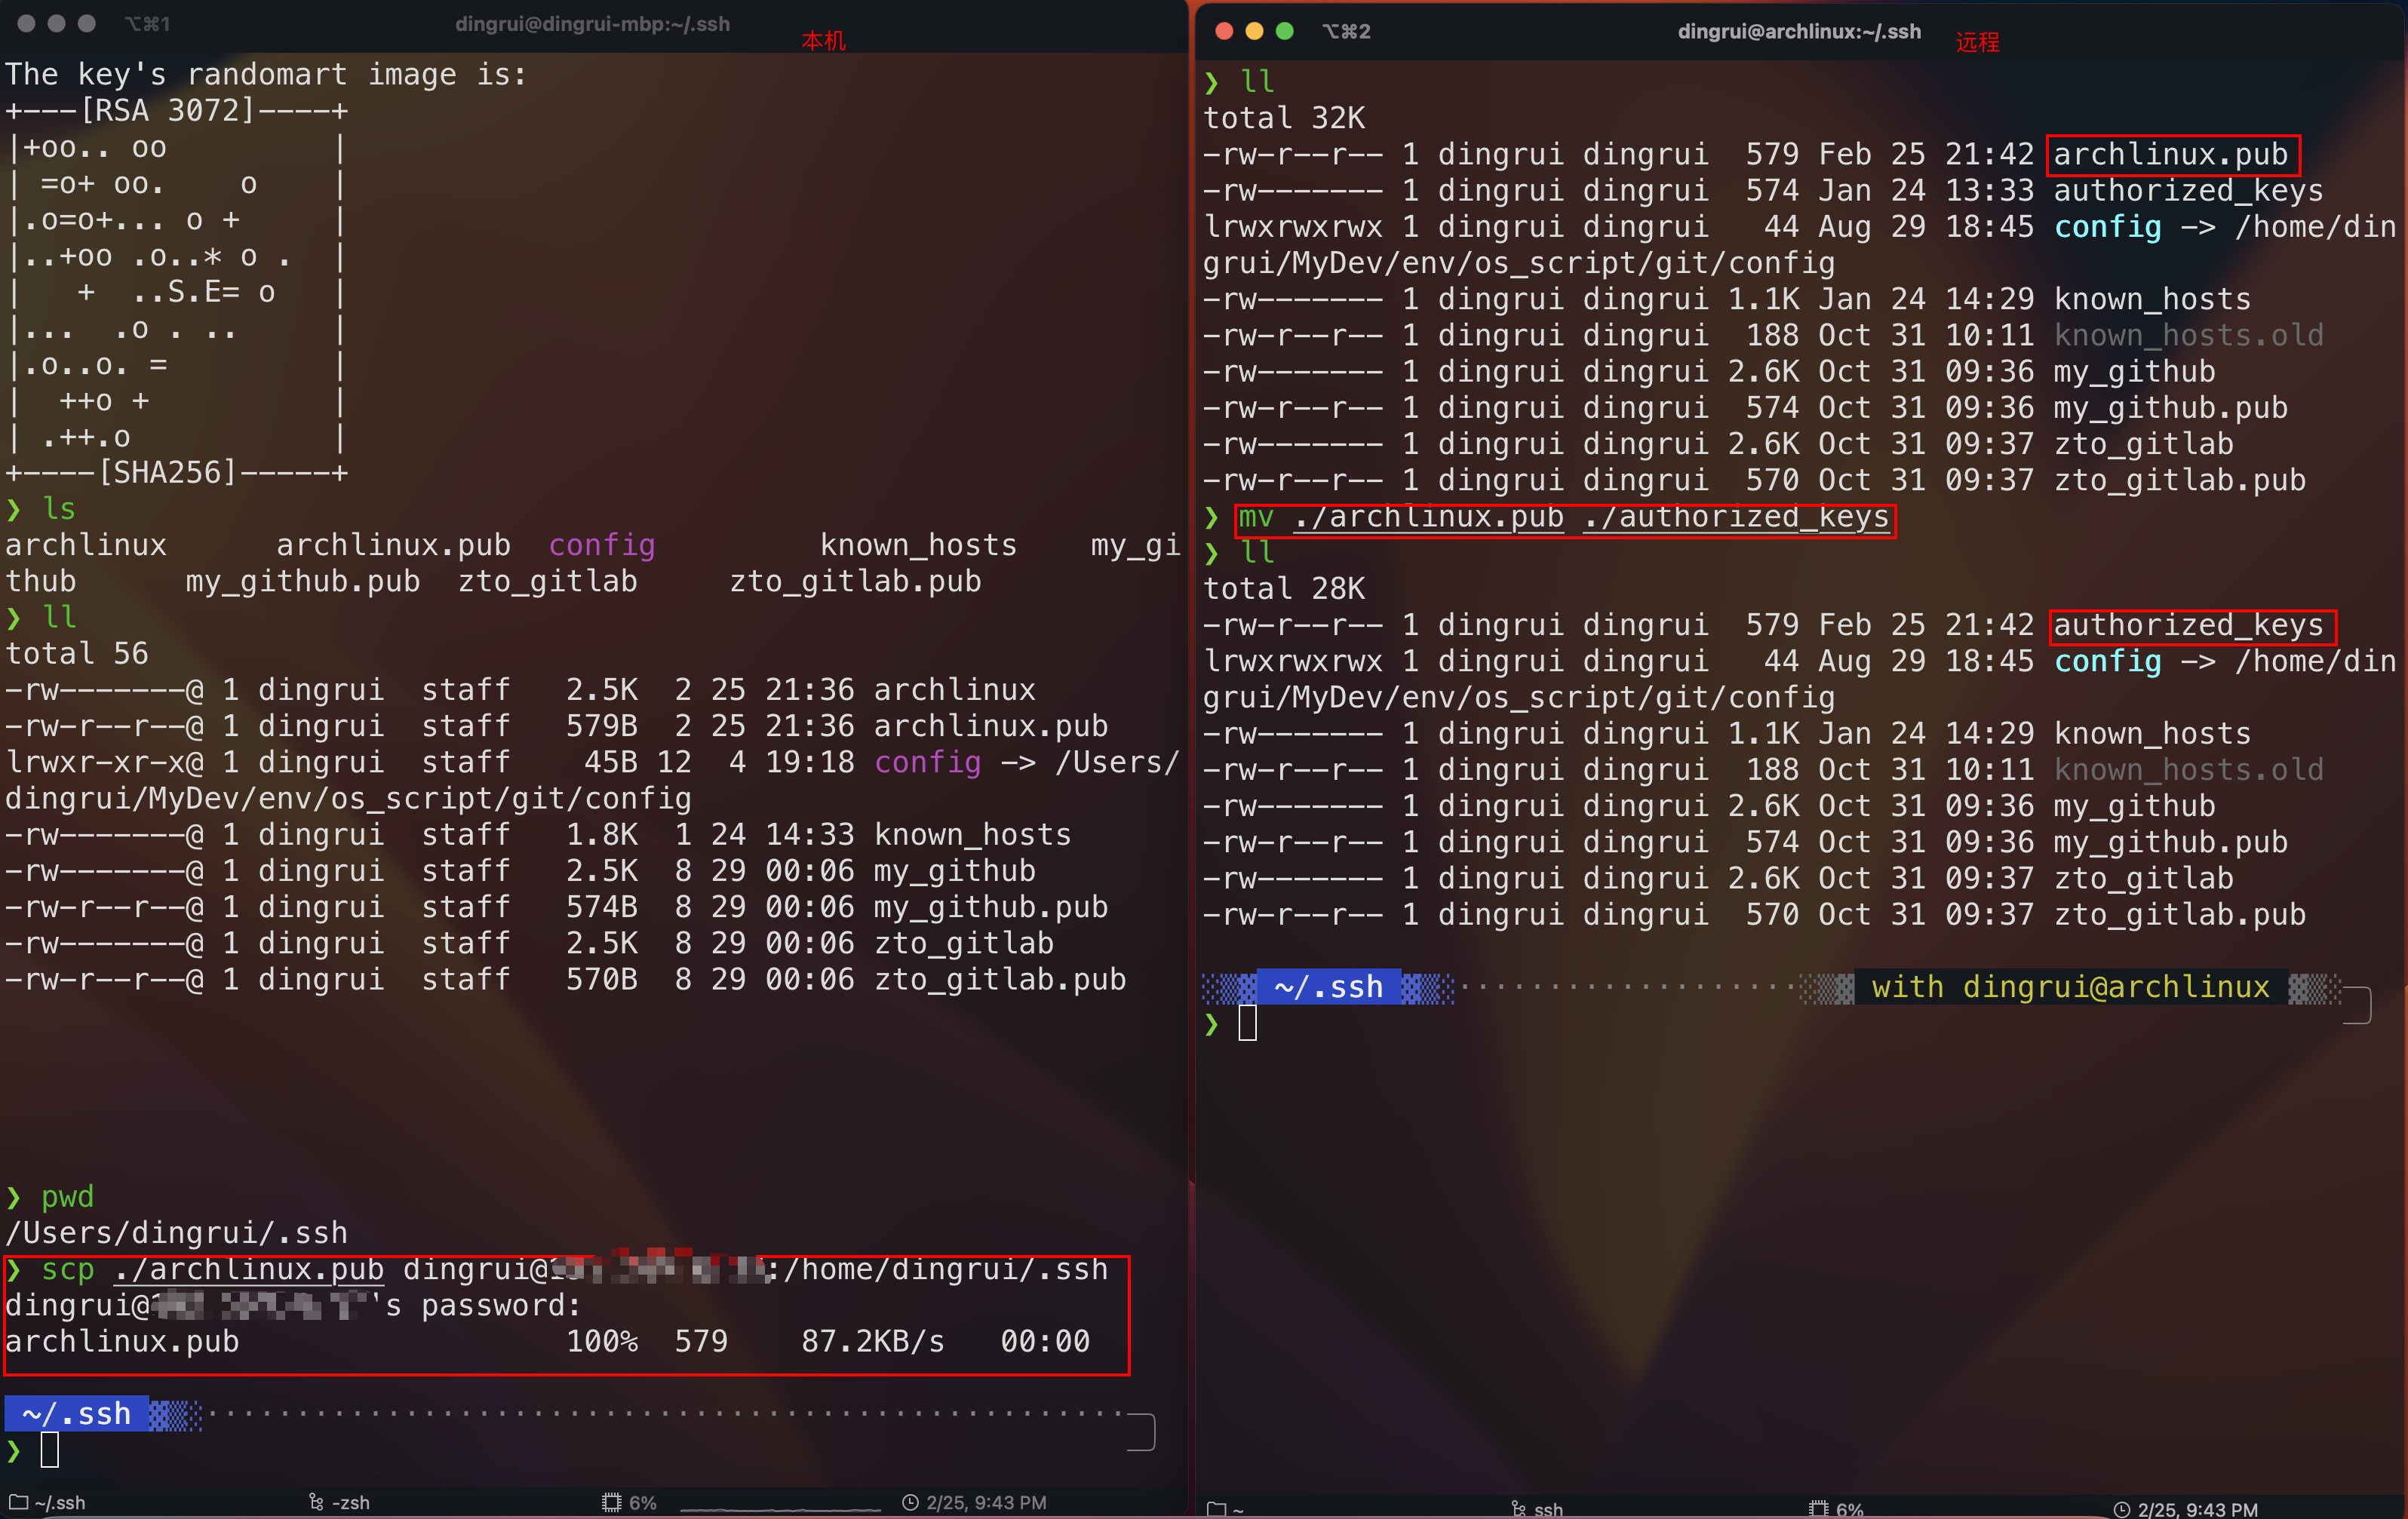 ⌥⌘1 dingrui@dingrui-mbp:~/.ssh 本机
The key's randomart image is:
+---[RSA 3072]----+
|+oo.. oo         |
| =o+ oo.    o    |
|.o=o+... o +     |
|..+oo .o..* o .  |
|   +  ..S.E= o   |
|...  .o . ..     |
|.o..o. =         |
|  ++o +          |
| .++.o           |
+----[SHA256]-----+
❯ ls
archlinux      archlinux.pub  config         known_hosts    my_gi
thub      my_github.pub  zto_gitlab     zto_gitlab.pub
❯ ll
total 56
-rw-------@ 1 dingrui  staff   2.5K  2 25 21:36 archlinux
-rw-r--r--@ 1 dingrui  staff   579B  2 25 21:36 archlinux.pub
lrwxr-xr-x@ 1 dingrui  staff    45B 12  4 19:18 config -> /Users/
dingrui/MyDev/env/os_script/git/config
-rw-------@ 1 dingrui  staff   1.8K  1 24 14:33 known_hosts
-rw-------@ 1 dingrui  staff   2.5K  8 29 00:06 my_github
-rw-r--r--@ 1 dingrui  staff   574B  8 29 00:06 my_github.pub
-rw-------@ 1 dingrui  staff   2.5K  8 29 00:06 zto_gitlab
-rw-r--r--@ 1 dingrui  staff   570B  8 29 00:06 zto_gitlab.pub
❯ pwd
/Users/dingrui/.ssh
❯ scp ./archlinux.pub dingrui@ :/home/dingrui/.ssh
dingrui@ 's password:
archlinux.pub                  100%  579    87.2KB/s   00:00
~/.ssh
❯
~/.ssh -zsh 6% 2/25, 9:43 PM
⌥⌘2 dingrui@archlinux:~/.ssh 远程
❯ ll
total 32K
-rw-r--r-- 1 dingrui dingrui  579 Feb 25 21:42 archlinux.pub
-rw------- 1 dingrui dingrui  574 Jan 24 13:33 authorized_keys
lrwxrwxrwx 1 dingrui dingrui   44 Aug 29 18:45 config -> /home/din
grui/MyDev/env/os_script/git/config
-rw------- 1 dingrui dingrui 1.1K Jan 24 14:29 known_hosts
-rw-r--r-- 1 dingrui dingrui  188 Oct 31 10:11 known_hosts.old
-rw------- 1 dingrui dingrui 2.6K Oct 31 09:36 my_github
-rw-r--r-- 1 dingrui dingrui  574 Oct 31 09:36 my_github.pub
-rw------- 1 dingrui dingrui 2.6K Oct 31 09:37 zto_gitlab
-rw-r--r-- 1 dingrui dingrui  570 Oct 31 09:37 zto_gitlab.pub
❯ mv ./archlinux.pub ./authorized_keys
❯ ll
total 28K
-rw-r--r-- 1 dingrui dingrui  579 Feb 25 21:42 authorized_keys
lrwxrwxrwx 1 dingrui dingrui   44 Aug 29 18:45 config -> /home/din
grui/MyDev/env/os_script/git/config
-rw------- 1 dingrui dingrui 1.1K Jan 24 14:29 known_hosts
-rw-r--r-- 1 dingrui dingrui  188 Oct 31 10:11 known_hosts.old
-rw------- 1 dingrui dingrui 2.6K Oct 31 09:36 my_github
-rw-r--r-- 1 dingrui dingrui  574 Oct 31 09:36 my_github.pub
-rw------- 1 dingrui dingrui 2.6K Oct 31 09:37 zto_gitlab
-rw-r--r-- 1 dingrui dingrui  570 Oct 31 09:37 zto_gitlab.pub
~/.ssh with dingrui@archlinux
❯
~ ssh 6% 2/25, 9:43 PM